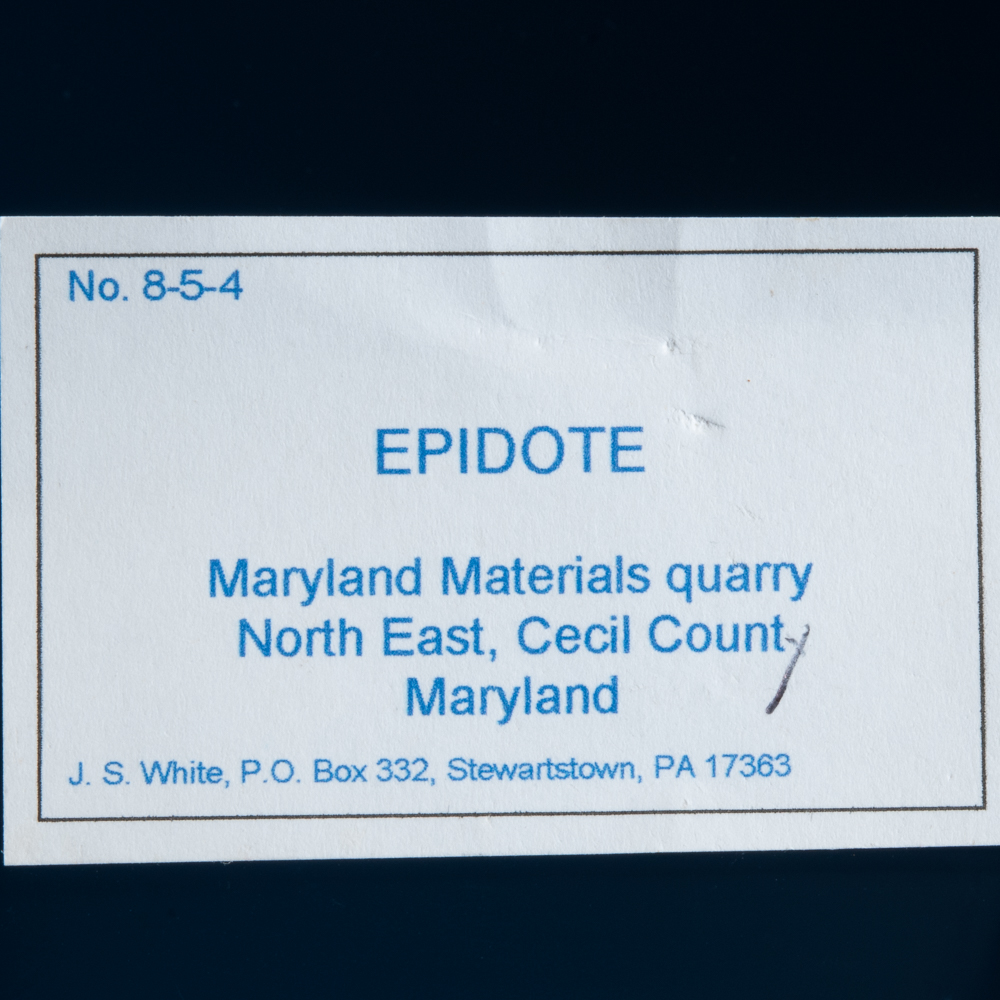 No. 8-5-4
EPIDOTE
Maryland Materials quarry
North East, Cecil County
Maryland
J. S. White, P.O. Box 332, Stewartstown, PA 17363